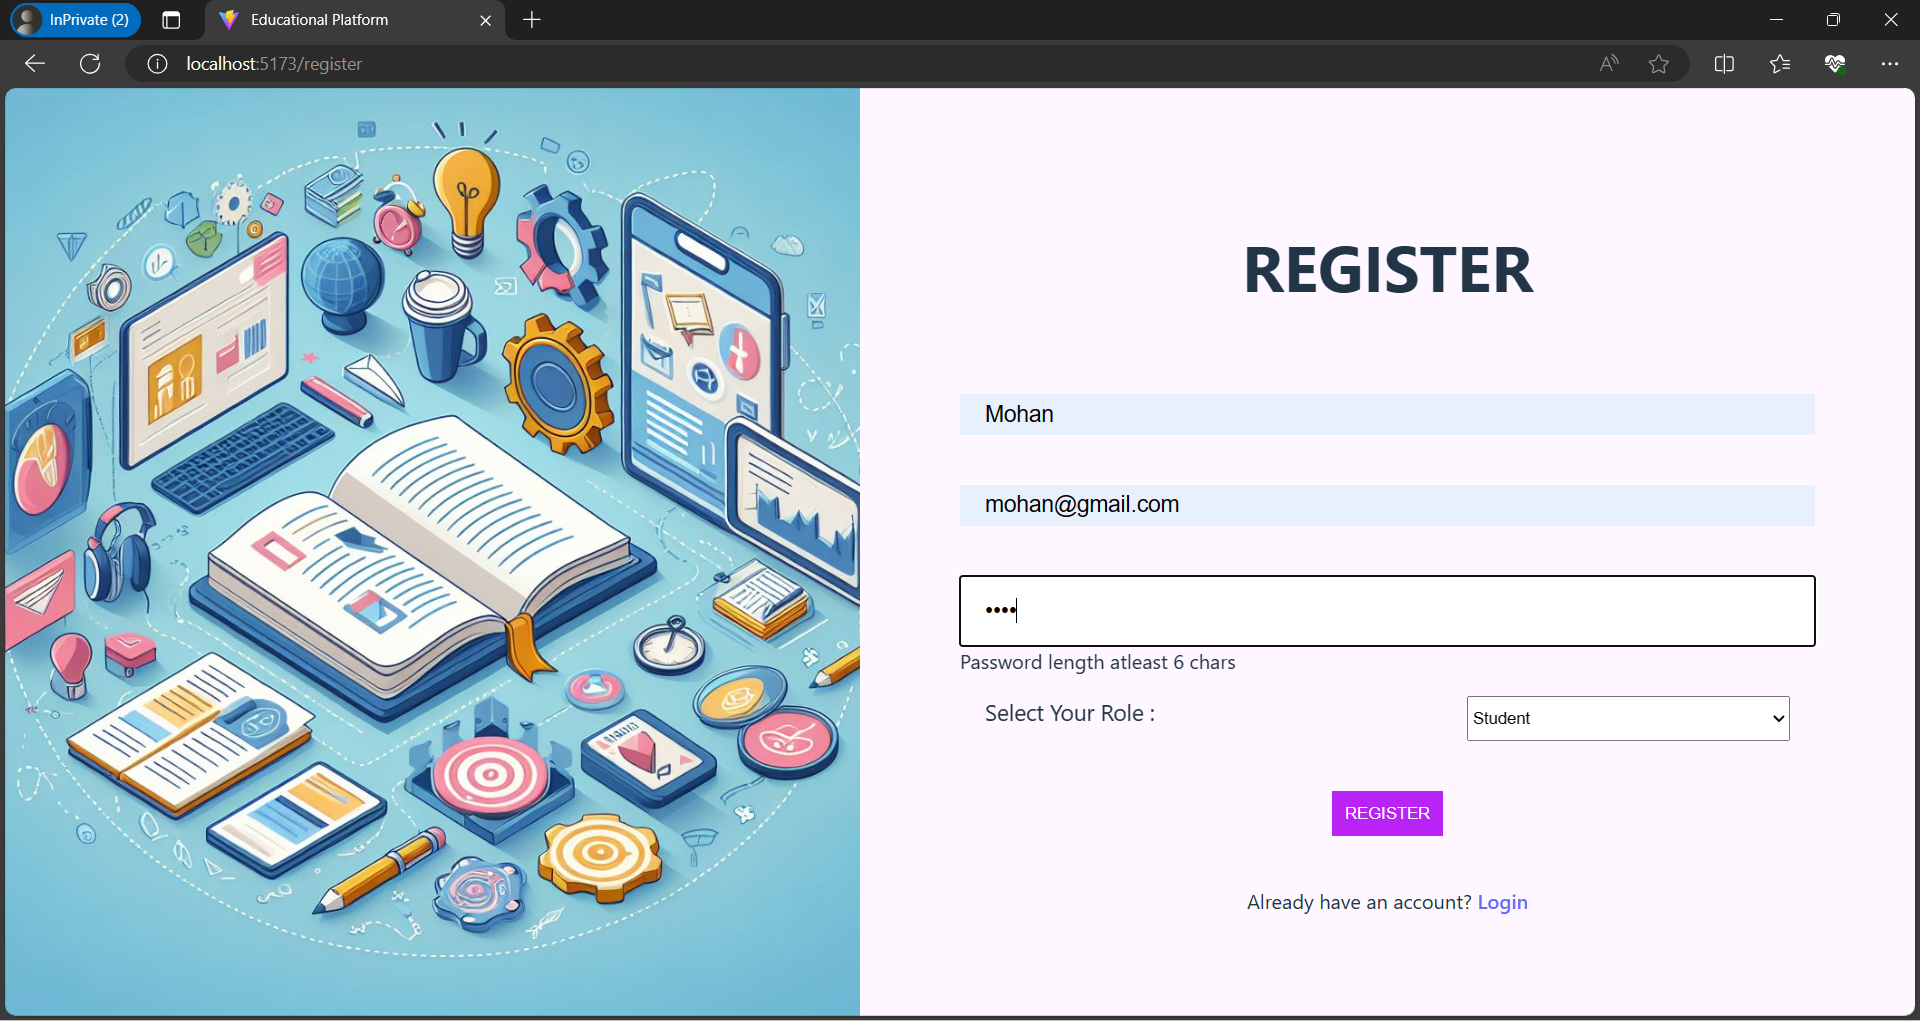 InPrivate (2)
Educational Platform
localhost:5173/register
REGISTER
Mohan
mohan@gmail.com
••••
Password length atleast 6 chars
Select Your Role :
Student
REGISTER
Already have an account? Login